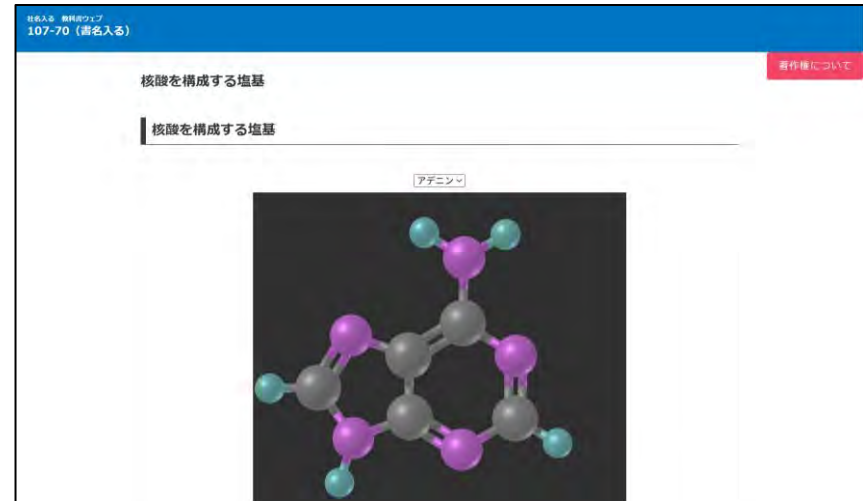 社名入る 教科書ウェブ
107-70(書名入る)
著作権について
核酸を構成する塩基
核酸を構成する塩基
アデニン